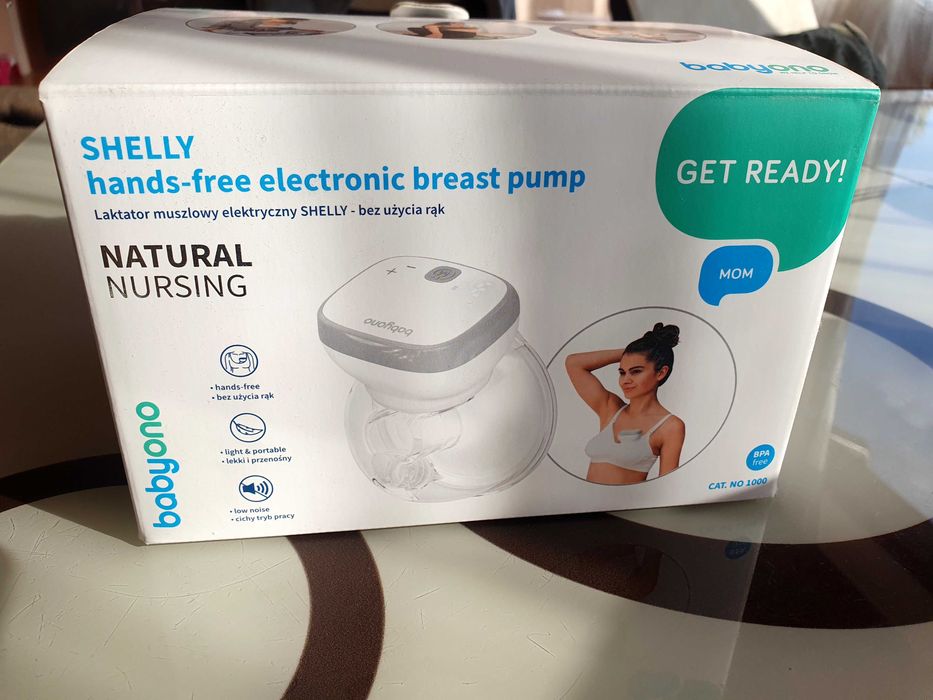 babyono
SHELLY
hands-free electronic breast pump
Laktator muszlowy elektryczny SHELLY - bez użycia rąk
NATURAL
NURSING
GET READY!
MOM
babyono
• hands-free
• bez użycia rąk
• light & portable
• lekki i przenośny
• low noise
• cichy tryb pracy
babyono
BPA
free
CAT. NO 1000